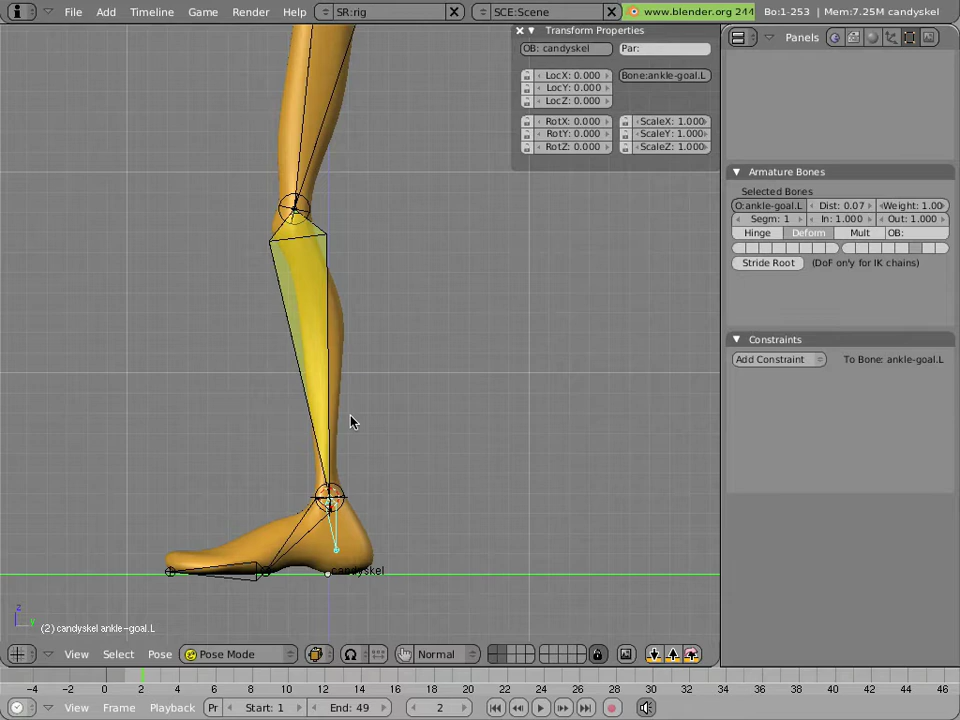 File Add Timeline Game Render Help SR:rig SCE:Scene www.blender.org 244 Bo:1-253 | Mem:7.25M candyskel
Transform Properties
OB: candyskel Par:
LocX: 0.000 Bone:ankle-goal.L
LocY: 0.000
LocZ: 0.000
RotX: 0.000 ScaleX: 1.000
RotY: 0.000 ScaleY: 1.000
RotZ: 0.000 ScaleZ: 1.000
Panels
Armature Bones
Selected Bones
O:ankle-goal.L Dist: 0.07 Weight: 1.00
Segm: 1 In: 1.000 Out: 1.000
Hinge Deform Mult OB:
Stride Root (DoF only for IK chains)
Constraints
Add Constraint To Bone: ankle-goal.L
candyskel
z
y
(2) candyskel ankle-goal.L
View Select Pose Pose Mode Normal
-4 -2 0 2 4 6 8 10 12 14 16 18 20 22 24 26 28 30 32 34 36 38 40 42 44 46
View Frame Playback Pr Start: 1 End: 49 2